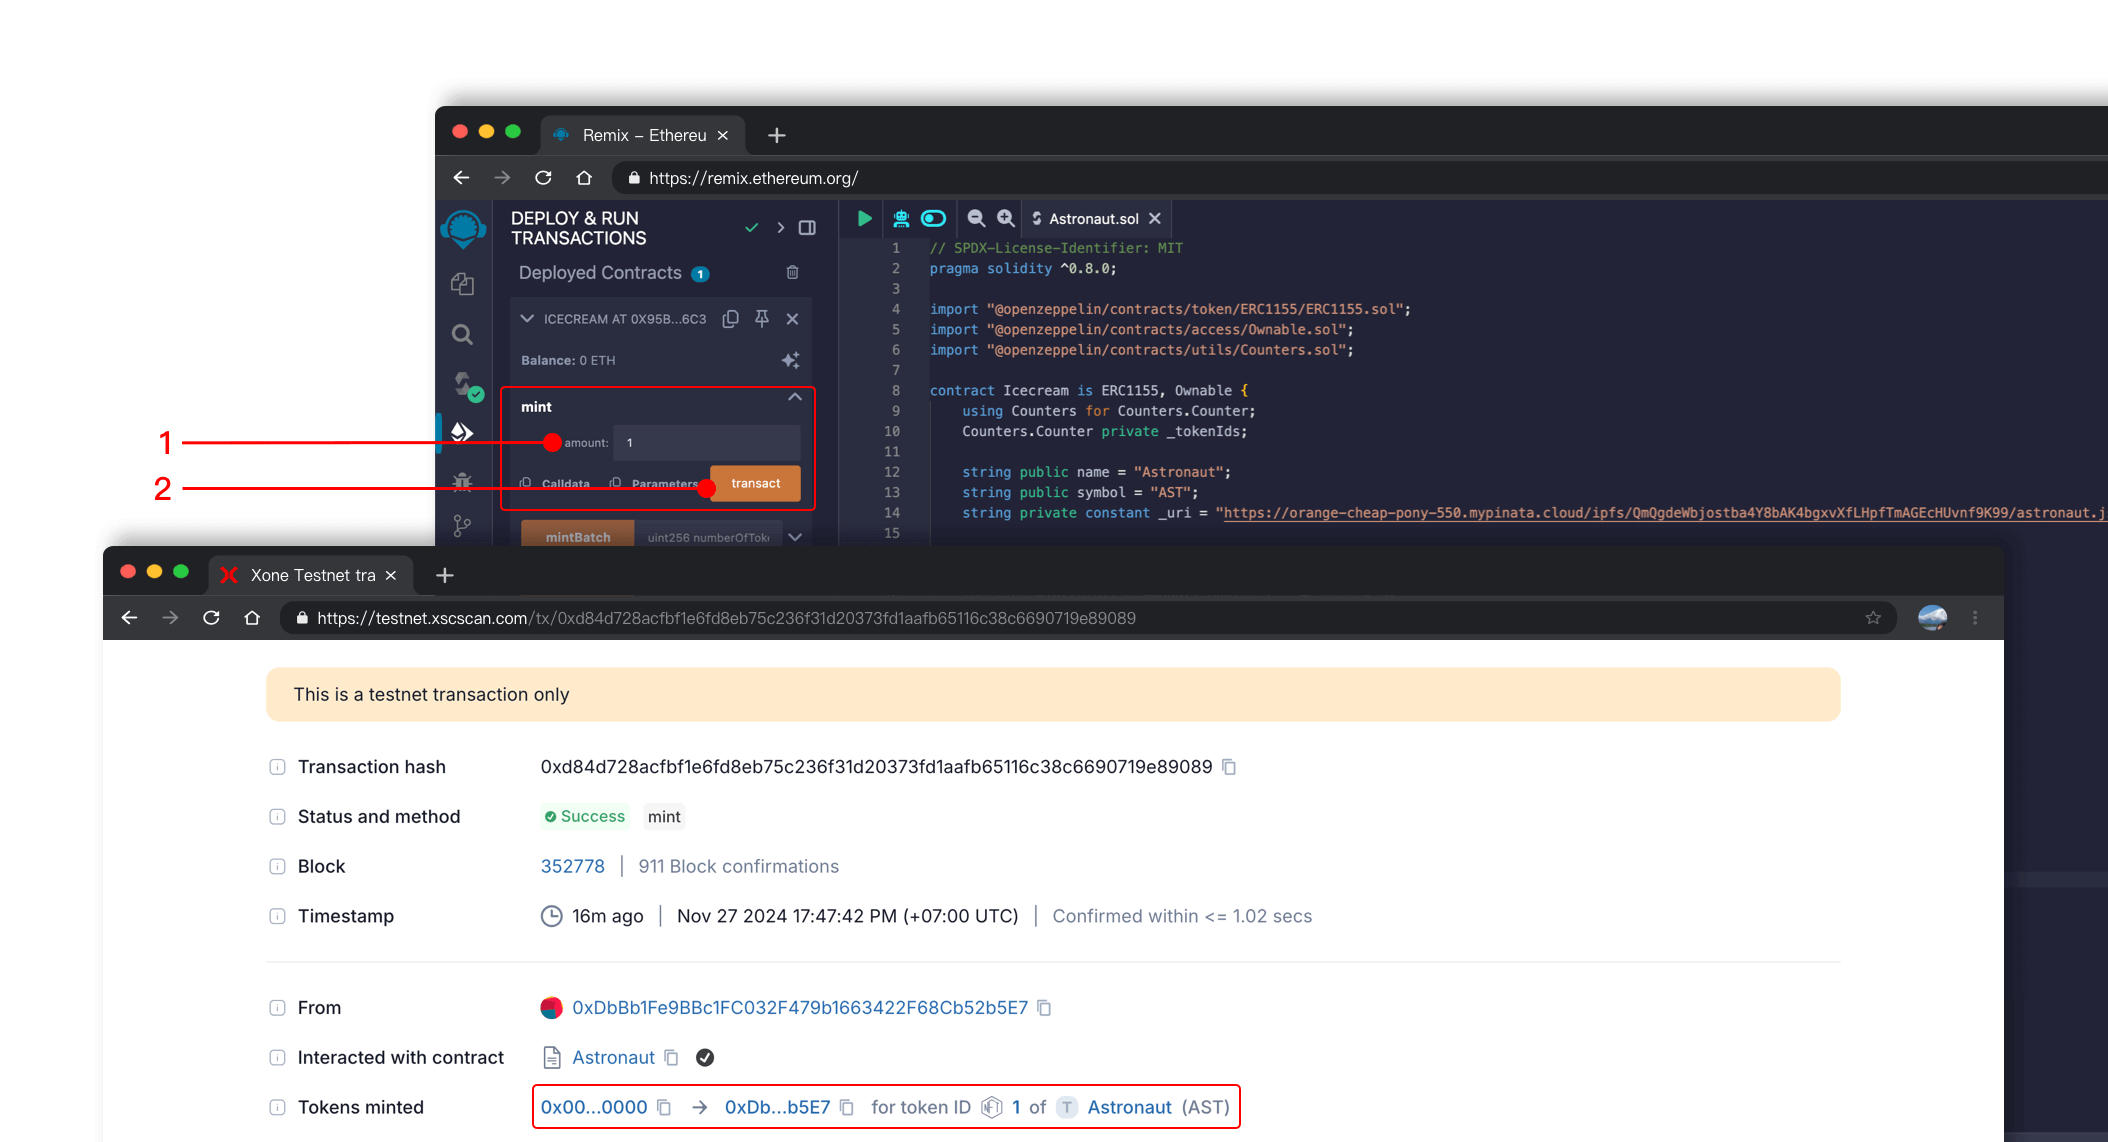 Remix – Ethereu
https://remix.ethereum.org/
DEPLOY & RUN
TRANSACTIONS
Deployed Contracts 1
ICECREAM AT 0X95B...6C3
Balance: 0 ETH
mint
1
amount: 1
2
Calldata Parameters transact
mintBatch uint256 numberOfTok
Astronaut.sol
1 // SPDX-License-Identifier: MIT
2 pragma solidity ^0.8.0;
3
4 import "@openzeppelin/contracts/token/ERC1155/ERC1155.sol";
5 import "@openzeppelin/contracts/access/Ownable.sol";
6 import "@openzeppelin/contracts/utils/Counters.sol";
7
8 contract Icecream is ERC1155, Ownable {
9 using Counters for Counters.Counter;
10 Counters.Counter private _tokenIds;
11
12 string public name = "Astronaut";
13 string public symbol = "AST";
14 string private constant _uri = "https://orange-cheap-pony-550.mypinata.cloud/ipfs/QmQgdeWbjostba4Y8bAK4bgxvXfLHpfTmAGEcHUvnf9K99/astronaut.j
15
Xone Testnet tra
https://testnet.xscscan.com/tx/0xd84d728acfbf1e6fd8eb75c236f31d20373fd1aafb65116c38c6690719e89089
This is a testnet transaction only
Transaction hash 0xd84d728acfbf1e6fd8eb75c236f31d20373fd1aafb65116c38c6690719e89089
Status and method Success mint
Block 352778 | 911 Block confirmations
Timestamp 16m ago | Nov 27 2024 17:47:42 PM (+07:00 UTC) | Confirmed within <= 1.02 secs
From 0xDbBb1Fe9BBc1FC032F479b1663422F68Cb52b5E7
Interacted with contract Astronaut
Tokens minted 0x00...0000 → 0xDb...b5E7 for token ID NFT 1 of T Astronaut (AST)